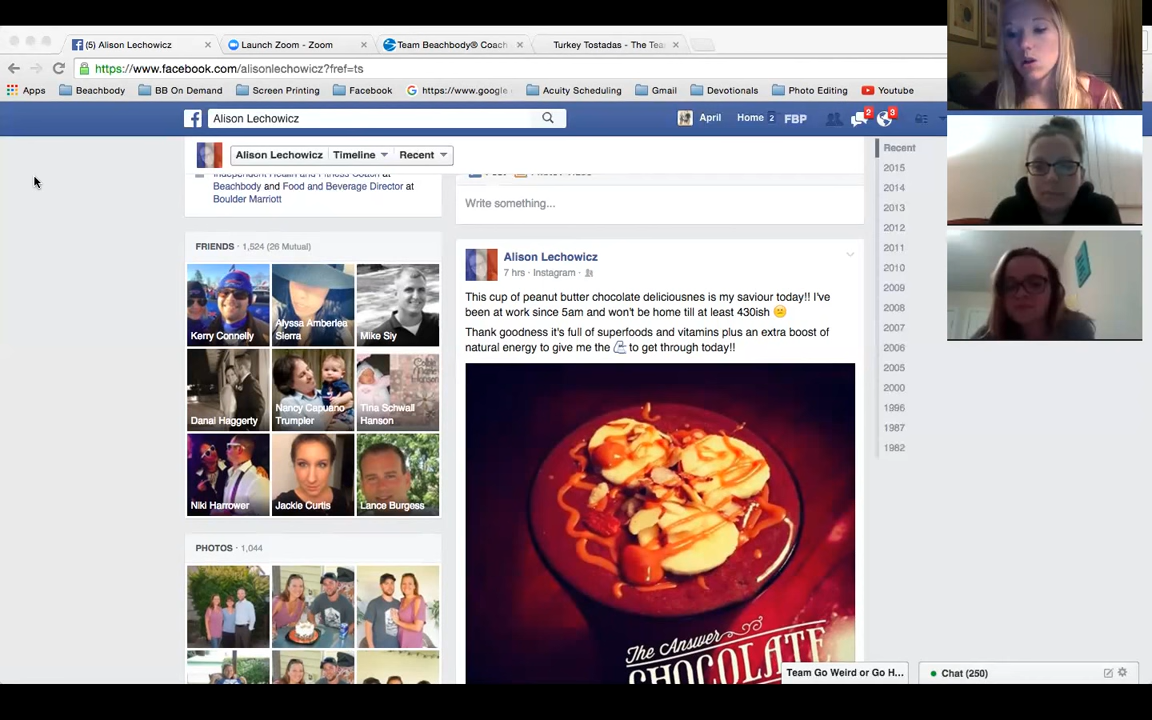 (5) Alison Lechowicz
Launch Zoom - Zoom
Team Beachbody® Coach
Turkey Tostadas - The Tea
https://www.facebook.com/alisonlechowicz?fref=ts
Apps Beachbody BB On Demand Screen Printing Facebook https://www.google Acuity Scheduling Gmail Devotionals Photo Editing Youtube
Alison Lechowicz
April Home 2 FBP 2 3
Alison Lechowicz Timeline Recent
Beachbody and Food and Beverage Director at
Boulder Marriott
FRIENDS · 1,524 (26 Mutual)
Kerry Connelly
Alyssa Amberlea
Sierra
Mike Sly
Danai Haggerty
Nancy Capuano
Trumpler
Tina Schwall
Hanson
Niki Harrower
Jackie Curtis
Lance Burgess
PHOTOS · 1,044
Write something...
Alison Lechowicz
7 hrs · Instagram ·
This cup of peanut butter chocolate deliciousnes is my saviour today!! I've
been at work since 5am and won't be home till at least 430ish
Thank goodness it's full of superfoods and vitamins plus an extra boost of
natural energy to give me the to get through today!!
The Answer
CHOCOLATE
Recent
2015
2014
2013
2012
2011
2010
2009
2008
2007
2006
2005
2000
1996
1987
1982
Team Go Weird or Go H...
Chat (250)